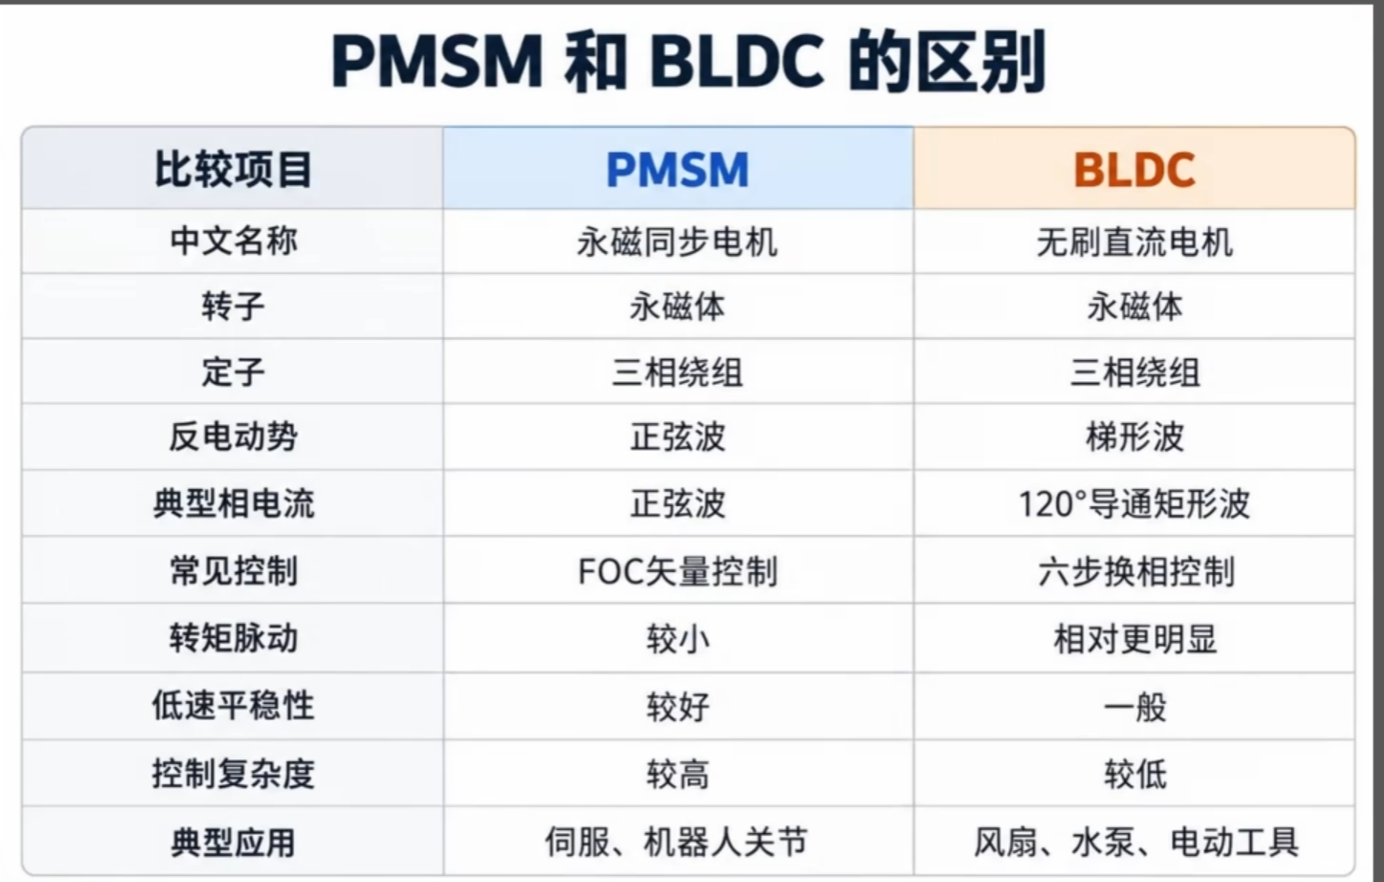 PMSM 和 BLDC 的区别
比较项目 PMSM BLDC
中文名称 永磁同步电机 无刷直流电机
转子 永磁体 永磁体
定子 三相绕组 三相绕组
反电动势 正弦波 梯形波
典型相电流 正弦波 120°导通矩形波
常见控制 FOC矢量控制 六步换相控制
转矩脉动 较小 相对更明显
低速平稳性 较好 一般
控制复杂度 较高 较低
典型应用 伺服、机器人关节 风扇、水泵、电动工具